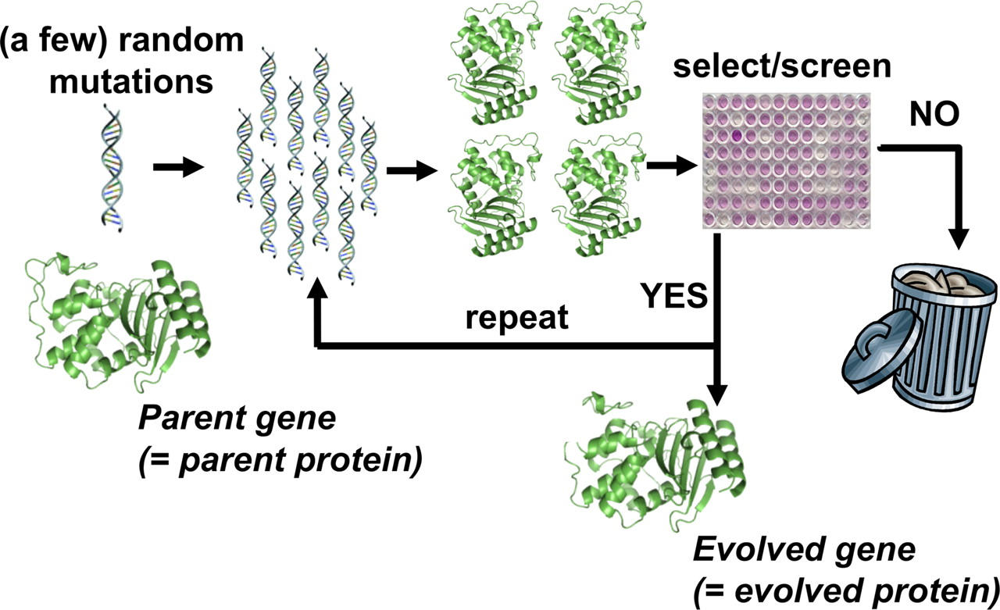 (a few) random
mutations
select/screen
NO
YES
repeat
Parent gene
(= parent protein)
Evolved gene
(= evolved protein)